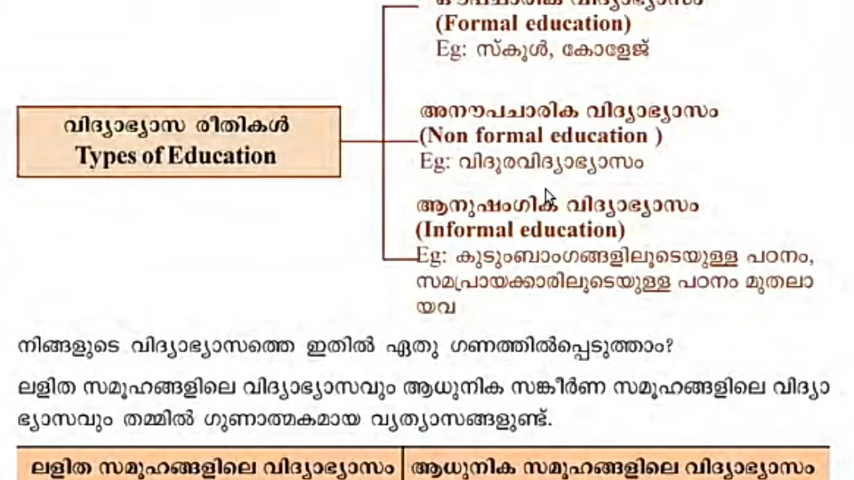 ഔപചാരിക വിദ്യാഭ്യാസം
(Formal education)
Eg: സ്കൂൾ, കോളേജ്
വിദ്യാഭ്യാസ രീതികൾ
Types of Education
അനൗപചാരിക വിദ്യാഭ്യാസം
(Non formal education )
Eg: വിദൂരവിദ്യാഭ്യാസം
ആനുഷംഗിക വിദ്യാഭ്യാസം
(Informal education)
Eg: കുടുംബാംഗങ്ങളിലൂടെയുള്ള പഠനം,
സമപ്രായക്കാരിലൂടെയുള്ള പഠനം മുതലാ
യവ
നിങ്ങളുടെ വിദ്യാഭ്യാസത്തെ ഇതിൽ ഏതു ഗണത്തിൽപ്പെടുത്താം?
ലളിത സമൂഹങ്ങളിലെ വിദ്യാഭ്യാസവും ആധുനിക സങ്കീർണ സമൂഹങ്ങളിലെ വിദ്യാ
ഭ്യാസവും തമ്മിൽ ഗുണാത്മകമായ വ്യത്യാസങ്ങളുണ്ട്.
ലളിത സമൂഹങ്ങളിലെ വിദ്യാഭ്യാസം ആധുനിക സമൂഹങ്ങളിലെ വിദ്യാഭ്യാസം